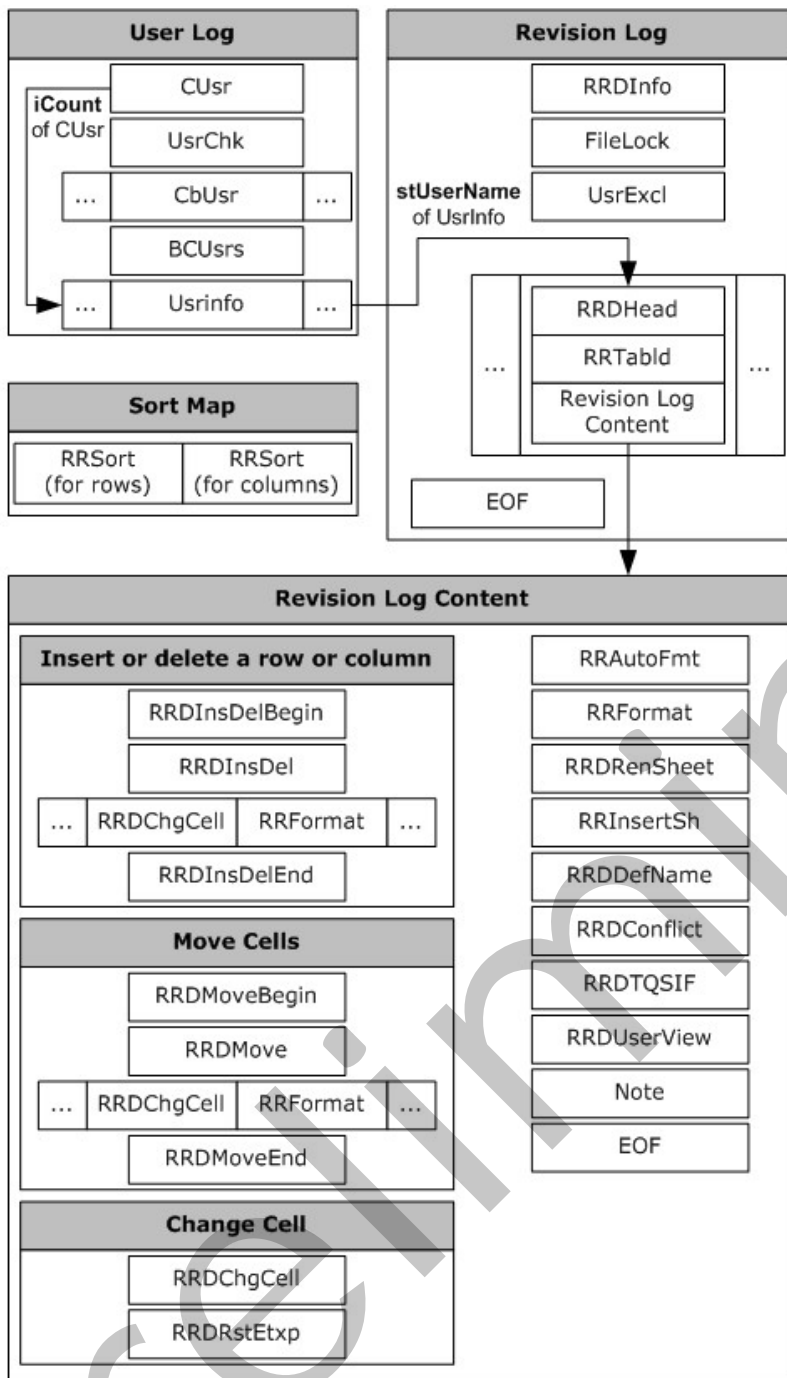 User Log
CUsr
iCount
of CUsr
UsrChk
... CbUsr ...
BCUsrs
... Usrinfo ...
stUserName
of UsrInfo
Revision Log
RRDInfo
FileLock
UsrExcl
RRDHead
RRTabId
... ...
Revision Log
Content
EOF
Sort Map
RRSort
(for rows)
RRSort
(for columns)
Revision Log Content
Insert or delete a row or column
RRDInsDelBegin
RRDInsDel
... RRDChgCell RRFormat ...
RRDInsDelEnd
Move Cells
RRDMoveBegin
RRDMove
... RRDChgCell RRFormat ...
RRDMoveEnd
Change Cell
RRDChgCell
RRDRstEtxp
RRAutoFmt
RRFormat
RRDRenSheet
RRInsertSh
RRDDefName
RRDConflict
RRDTQSIF
RRDUserView
Note
EOF
relimin